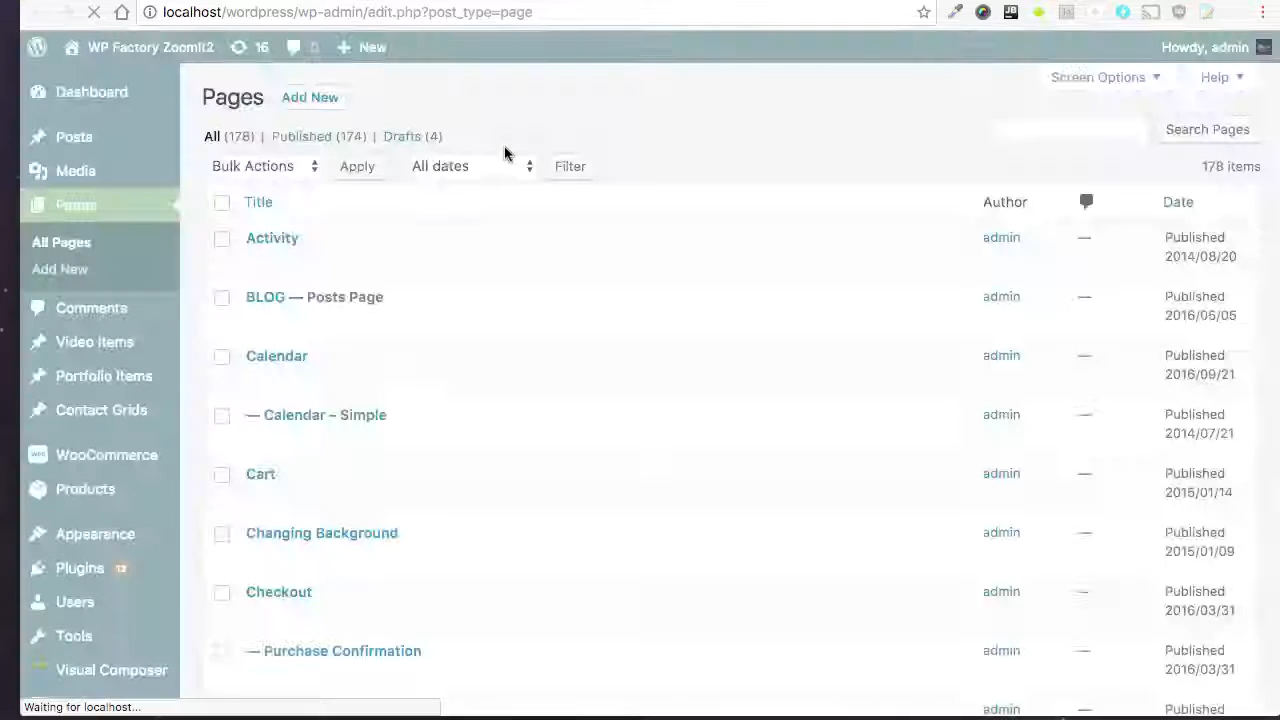 localhost/wordpress/wp-admin/edit.php?post_type=page
WP Factory ZoomIt2 16 0 New Howdy, admin
Screen Options Help
Pages Add New
All (178) | Published (174) | Drafts (4)
Search Pages
Bulk Actions Apply All dates Filter 178 items
Title Author Date
Activity admin — Published
2014/08/20
BLOG — Posts Page admin — Published
2016/06/05
Calendar admin — Published
2016/09/21
— Calendar – Simple admin — Published
2014/07/21
Cart admin — Published
2015/01/14
Changing Background admin — Published
2015/01/09
Checkout admin — Published
2016/03/31
— Purchase Confirmation admin — Published
2016/03/31
admin Published
Dashboard
Posts
Media
Pages
All Pages
Add New
Comments
Video Items
Portfolio Items
Contact Grids
WooCommerce
Products
Appearance
Plugins 12
Users
Tools
Visual Composer
Waiting for localhost...